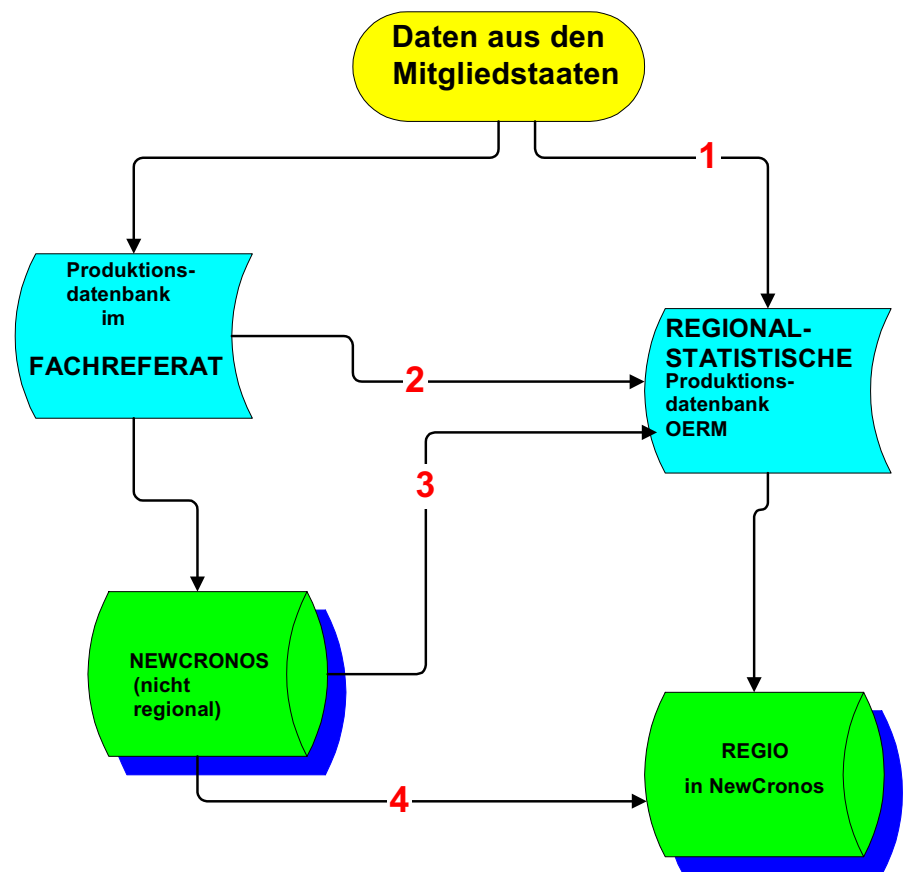 Daten aus den
Mitgliedstaaten
1
Produktions-
datenbank
im
FACHREFERAT
REGIONAL-
STATISTISCHE
Produktions-
datenbank
OERM
2
3
NEWCRONOS
(nicht
regional)
REGIO
in NewCronos
4